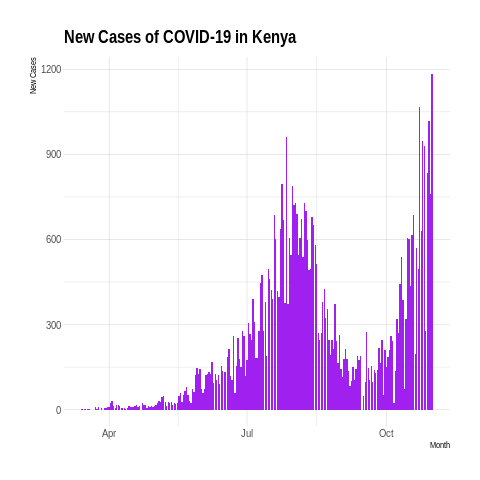 New Cases of COVID-19 in Kenya
New Cases
1200
900
600
300
0
Apr
Jul
Oct
Month